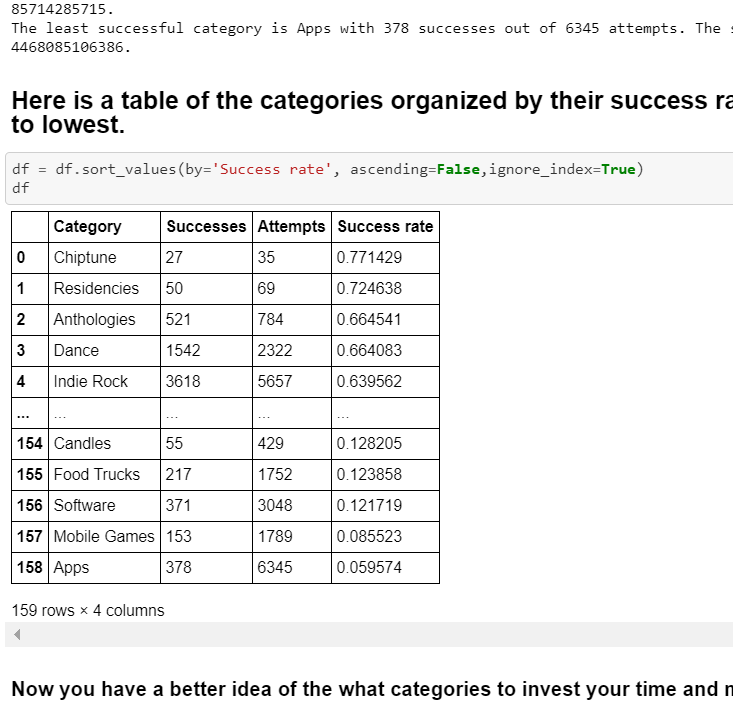 85714285715.
The least successful category is Apps with 378 successes out of 6345 attempts. The
4468085106386.
Here is a table of the categories organized by their success
to lowest.
df = df.sort_values(by='Success rate', ascending=False,ignore_index=True)
df
Category Successes Attempts Success rate
0 Chiptune 27 35 0.771429
1 Residencies 50 69 0.724638
2 Anthologies 521 784 0.664541
3 Dance 1542 2322 0.664083
4 Indie Rock 3618 5657 0.639562
... ... ... ... ...
154 Candles 55 429 0.128205
155 Food Trucks 217 1752 0.123858
156 Software 371 3048 0.121719
157 Mobile Games 153 1789 0.085523
158 Apps 378 6345 0.059574
159 rows × 4 columns
Now you have a better idea of the what categories to invest your time and